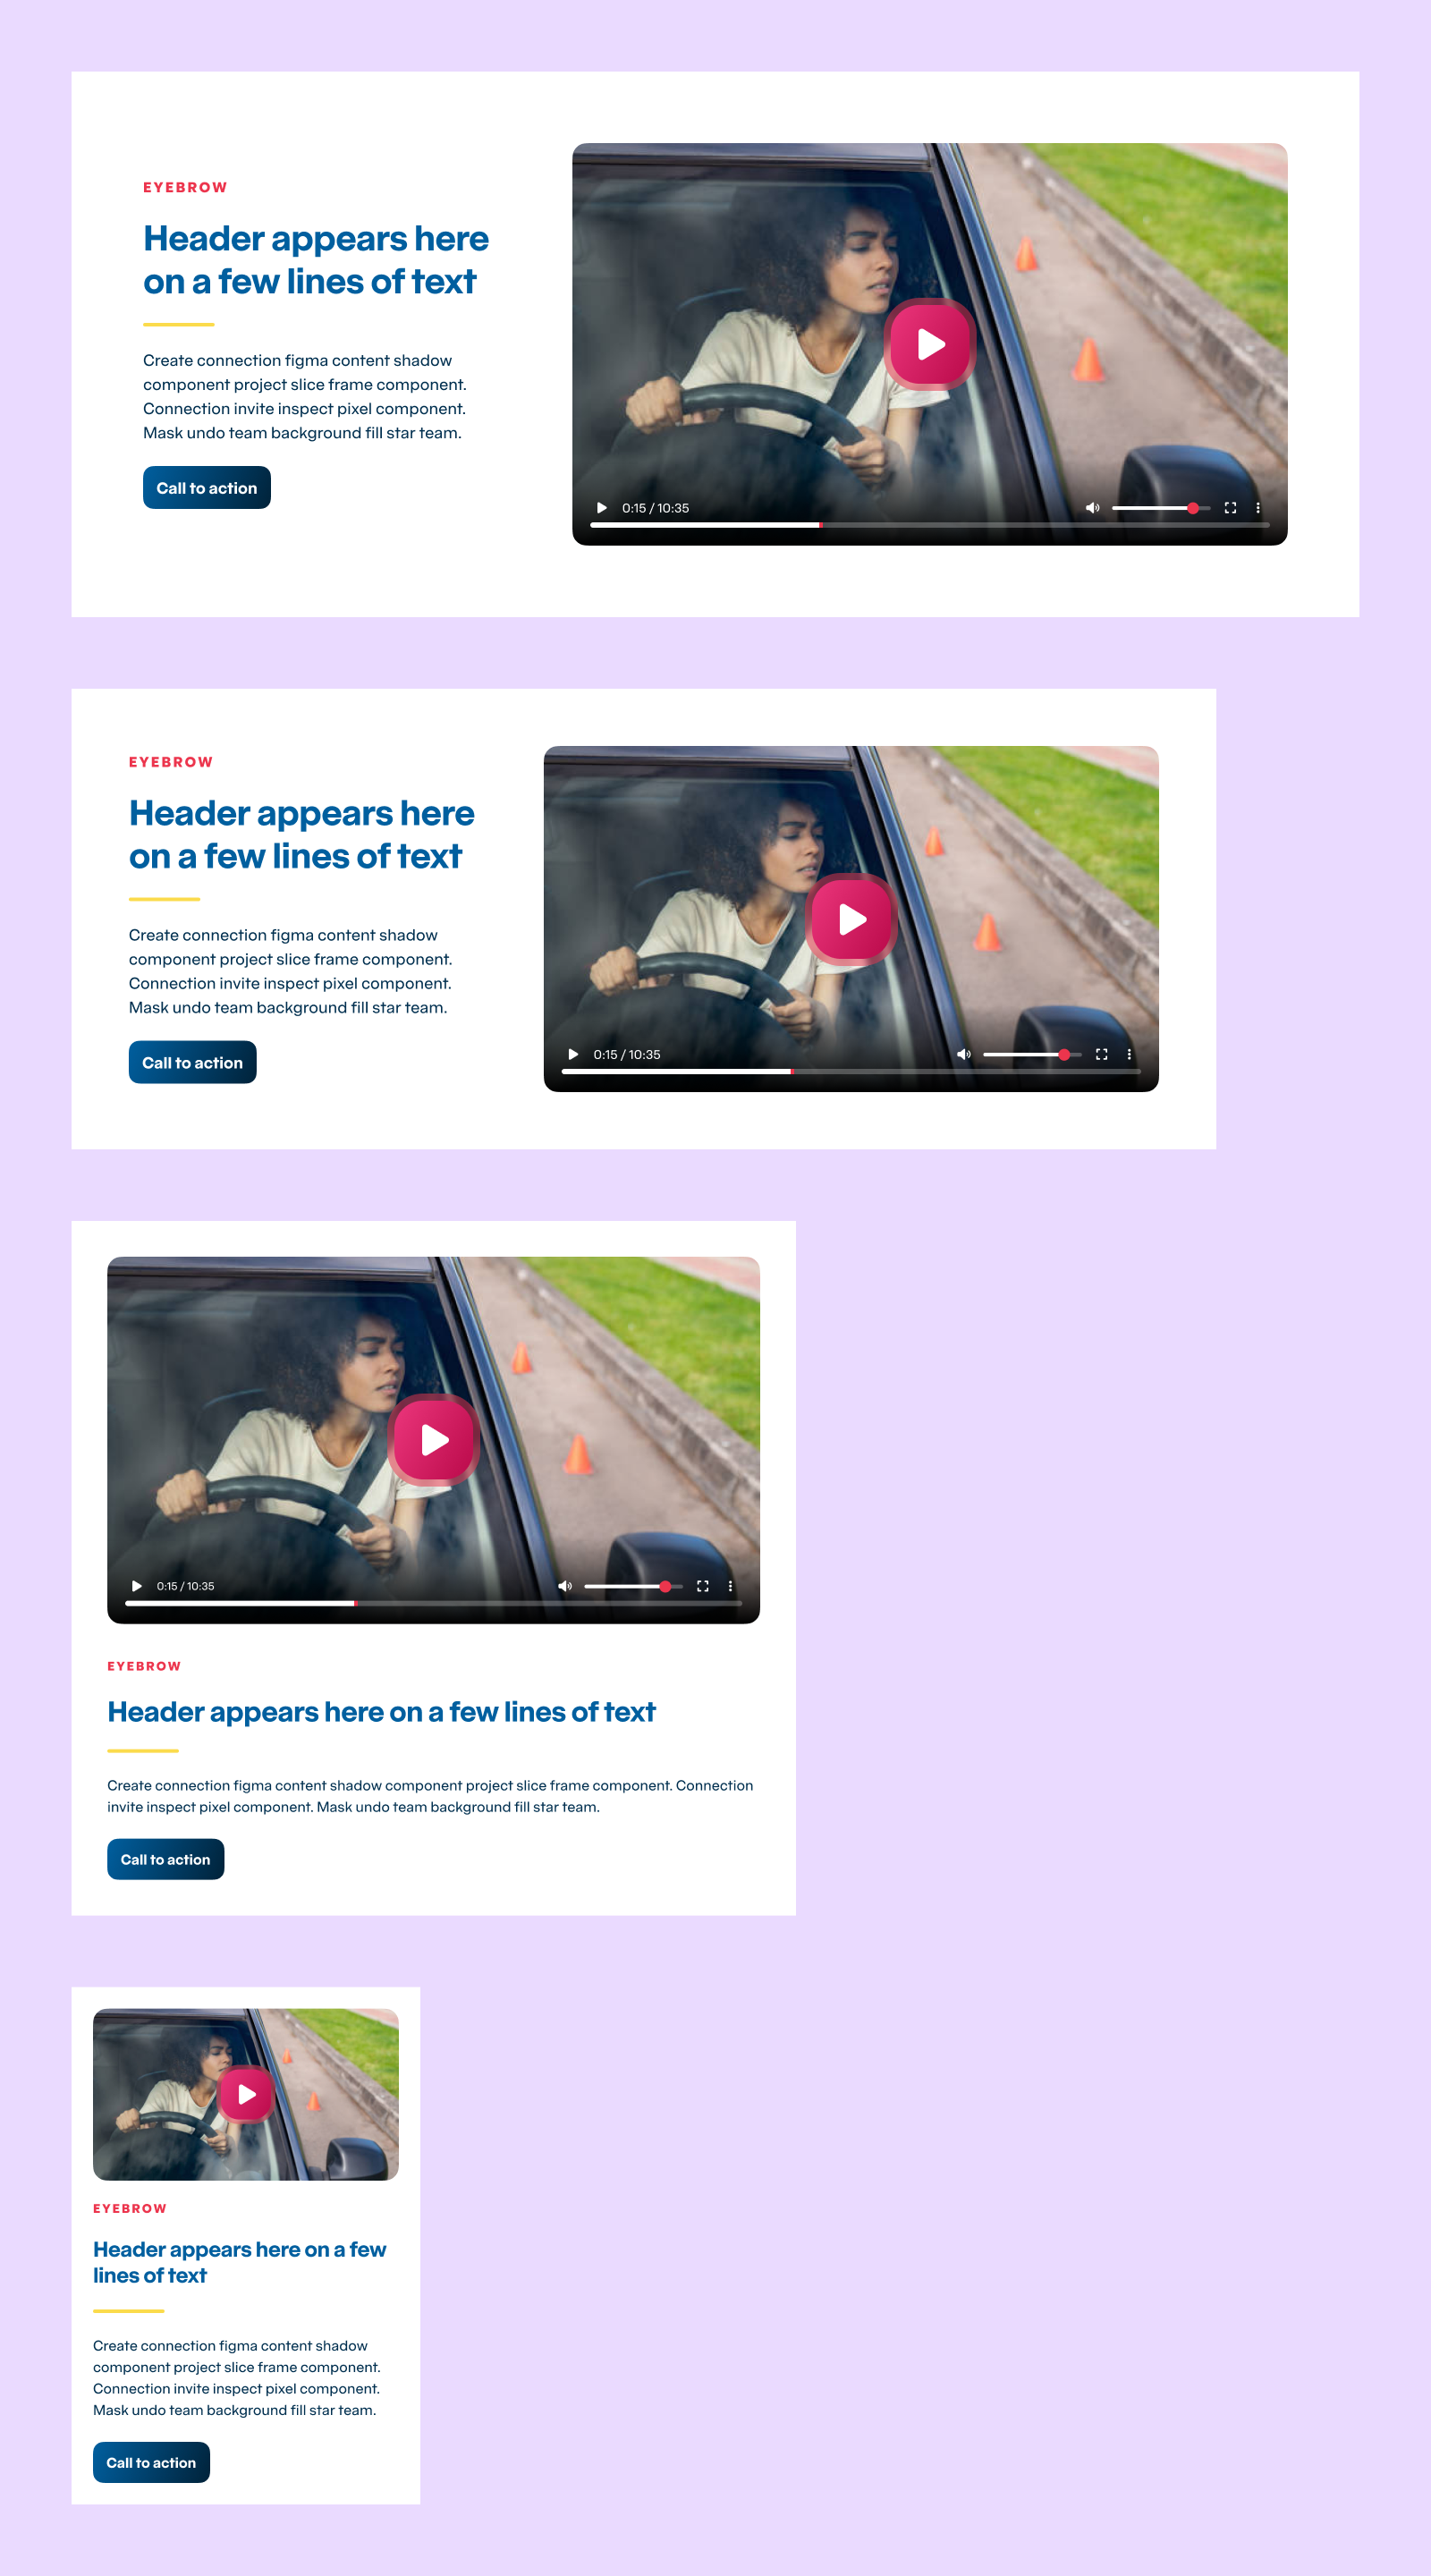 EYEBROW
Header appears here
on a few lines of text
Create connection figma content shadow
component project slice frame component.
Connection invite inspect pixel component.
Mask undo team background fill star team.
Call to action
0:15 / 10:35
EYEBROW
Header appears here
on a few lines of text
Create connection figma content shadow
component project slice frame component.
Connection invite inspect pixel component.
Mask undo team background fill star team.
Call to action
0:15 / 10:35
0:15 / 10:35
EYEBROW
Header appears here on a few lines of text
Create connection figma content shadow component project slice frame component. Connection
invite inspect pixel component. Mask undo team background fill star team.
Call to action
EYEBROW
Header appears here on a few
lines of text
Create connection figma content shadow
component project slice frame component.
Connection invite inspect pixel component.
Mask undo team background fill star team.
Call to action